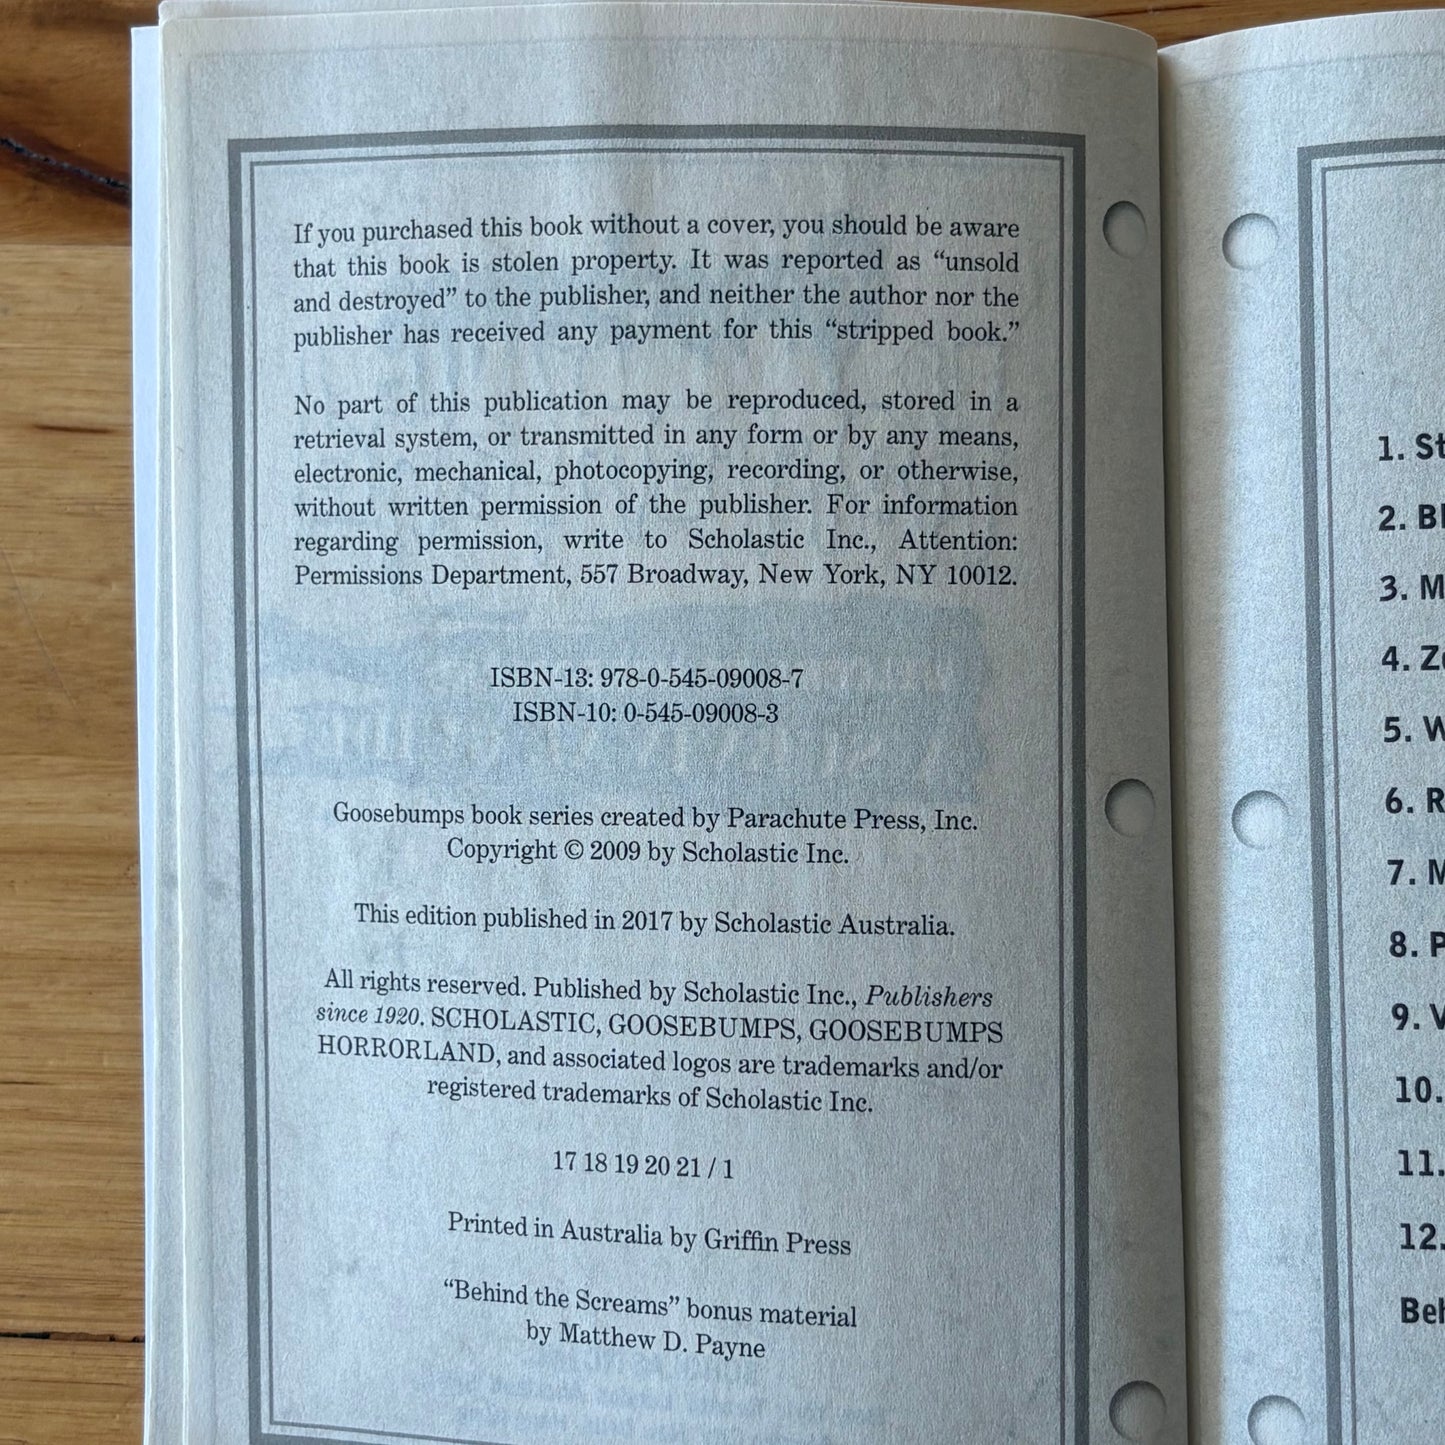 If you purchased this book without a cover, you should be aware
that this book is stolen property. It was reported as “unsold
and destroyed” to the publisher, and neither the author nor the
publisher has received any payment for this “stripped book.”
No part of this publication may be reproduced, stored in a
retrieval system, or transmitted in any form or by any means,
electronic, mechanical, photocopying, recording, or otherwise,
without written permission of the publisher. For information
regarding permission, write to Scholastic Inc., Attention:
Permissions Department, 557 Broadway, New York, NY 10012.
ISBN-13: 978-0-545-09008-7
ISBN-10: 0-545-09008-3
Goosebumps book series created by Parachute Press, Inc.
Copyright © 2009 by Scholastic Inc.
This edition published in 2017 by Scholastic Australia.
All rights reserved. Published by Scholastic Inc., Publishers
since 1920. SCHOLASTIC, GOOSEBUMPS, GOOSEBUMPS
HORRORLAND, and associated logos are trademarks and/or
registered trademarks of Scholastic Inc.
17 18 19 20 21 / 1
Printed in Australia by Griffin Press
“Behind the Screams” bonus material
by Matthew D. Payne
1.
2.
3.
4.
5.
6.
7.
8.
9.
10.
11.
12.